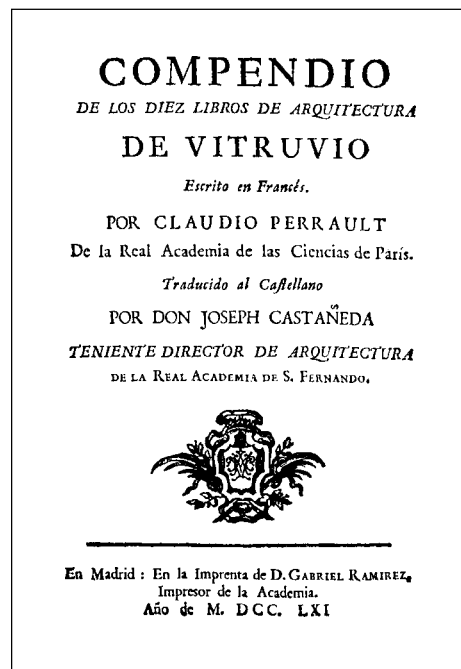 COMPENDIO
DE LOS DIEZ LIBROS DE ARQUITECTURA
DE VITRUVIO
Escrito en Francés.
POR CLAUDIO PERRAULT
De la Real Academia de las Ciencias de París.
Traducido al Caſtellano
POR DON JOSEPH CASTAÑEDA
TENIENTE DIRECTOR DE ARQUITECTURA
DE LA REAL ACADEMIA DE S. FERNANDO.
En Madrid : En la Imprenta de D. GABRIEL RAMIREZ,
Impresor de la Academia.
Año de M. DCC. LXI